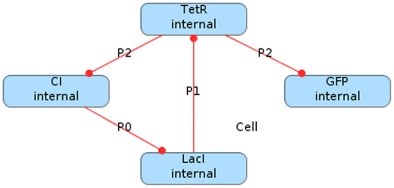 TetR
internal
P2
P2
CI
internal
P1
GFP
internal
P0
Cell
LacI
internal